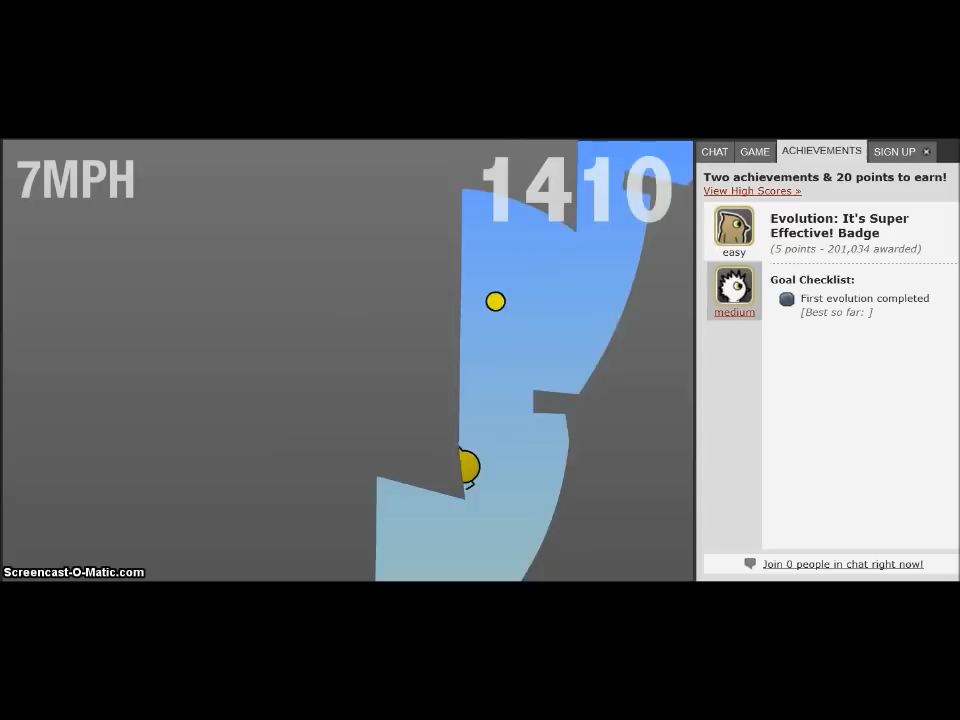 7MPH
1410
CHAT GAME ACHIEVEMENTS SIGN UP
Two achievements & 20 points to earn!
View High Scores »
Evolution: It's Super
Effective! Badge
easy
(5 points - 201,034 awarded)
Goal Checklist:
First evolution completed
medium
[Best so far: ]
Join 0 people in chat right now!
Screencast-O-Matic.com